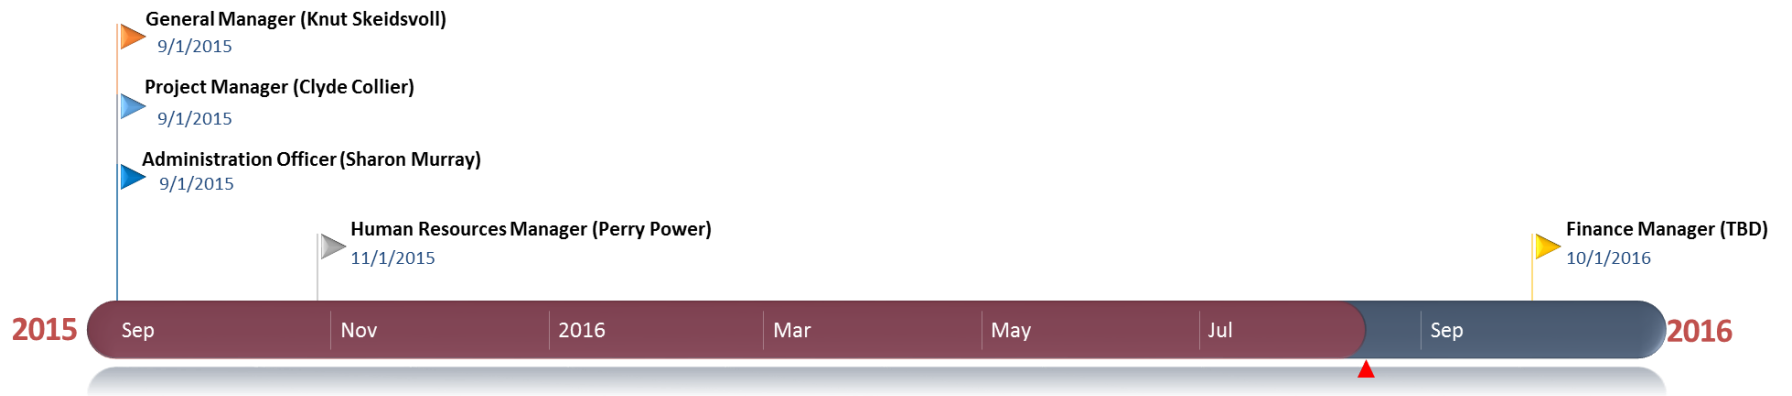 General Manager (Knut Skeidsvoll)
9/1/2015
Project Manager (Clyde Collier)
9/1/2015
Administration Officer (Sharon Murray)
9/1/2015
Human Resources Manager (Perry Power)
11/1/2015
Finance Manager (TBD)
10/1/2016
2015 Sep Nov 2016 Mar May Jul Sep 2016